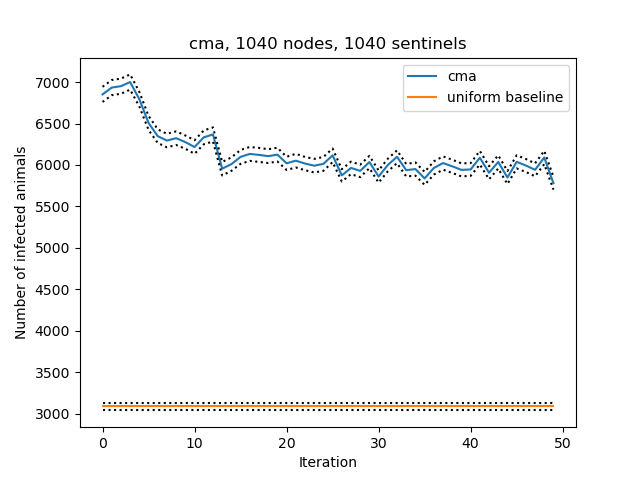 cma, 1040 nodes, 1040 sentinels
cma
uniform baseline
Number of infected animals
7000
6500
6000
5500
5000
4500
4000
3500
3000
0 10 20 30 40 50
Iteration